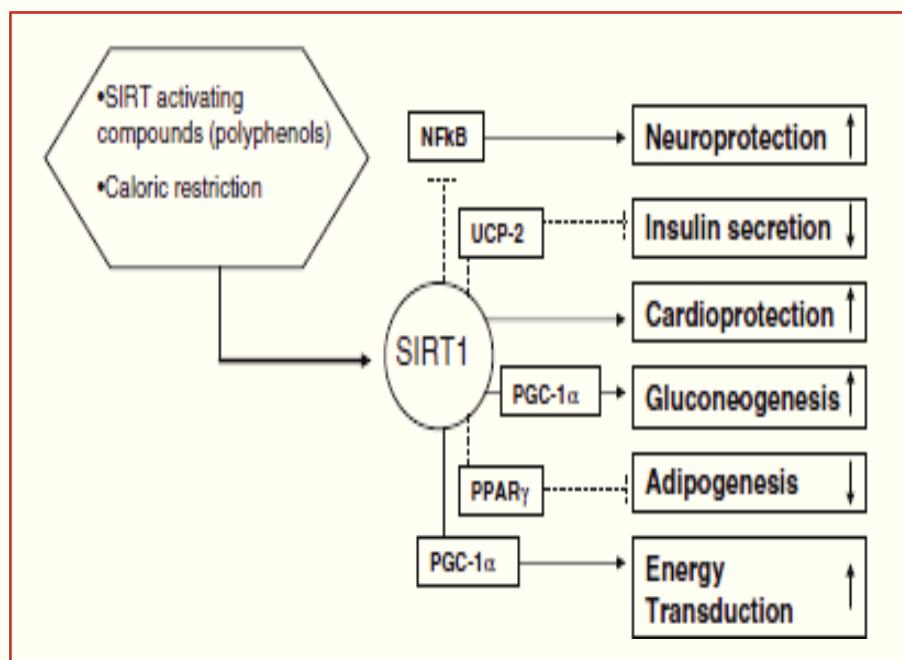 •SIRT activating
compounds (polyphenols)
•Caloric restriction
NFkB
Neuroprotection ↑
UCP-2
Insulin secretion ↓
Cardioprotection ↑
SIRT1
PGC-1α
Gluconeogenesis ↑
PPARγ
Adipogenesis ↓
PGC-1α
Energy
Transduction ↑